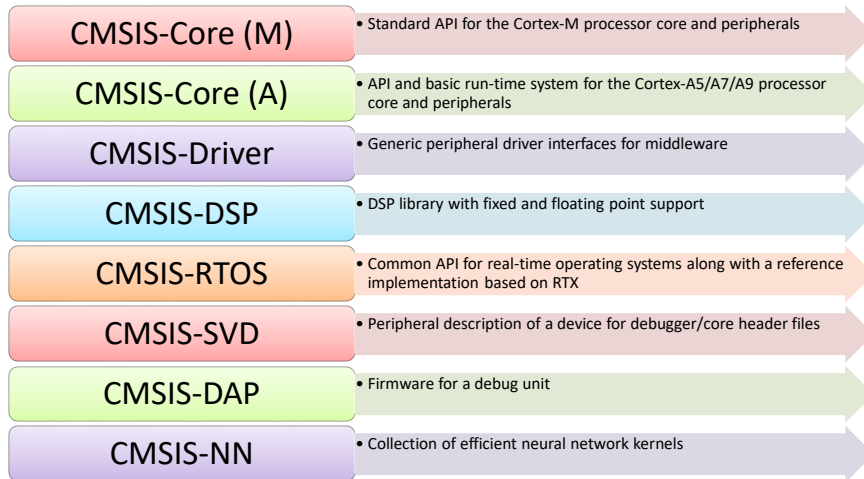 CMSIS-Core (M)
• Standard API for the Cortex-M processor core and peripherals
CMSIS-Core (A)
• API and basic run-time system for the Cortex-A5/A7/A9 processor
core and peripherals
CMSIS-Driver
• Generic peripheral driver interfaces for middleware
CMSIS-DSP
• DSP library with fixed and floating point support
CMSIS-RTOS
• Common API for real-time operating systems along with a reference
implementation based on RTX
CMSIS-SVD
• Peripheral description of a device for debugger/core header files
CMSIS-DAP
• Firmware for a debug unit
CMSIS-NN
• Collection of efficient neural network kernels